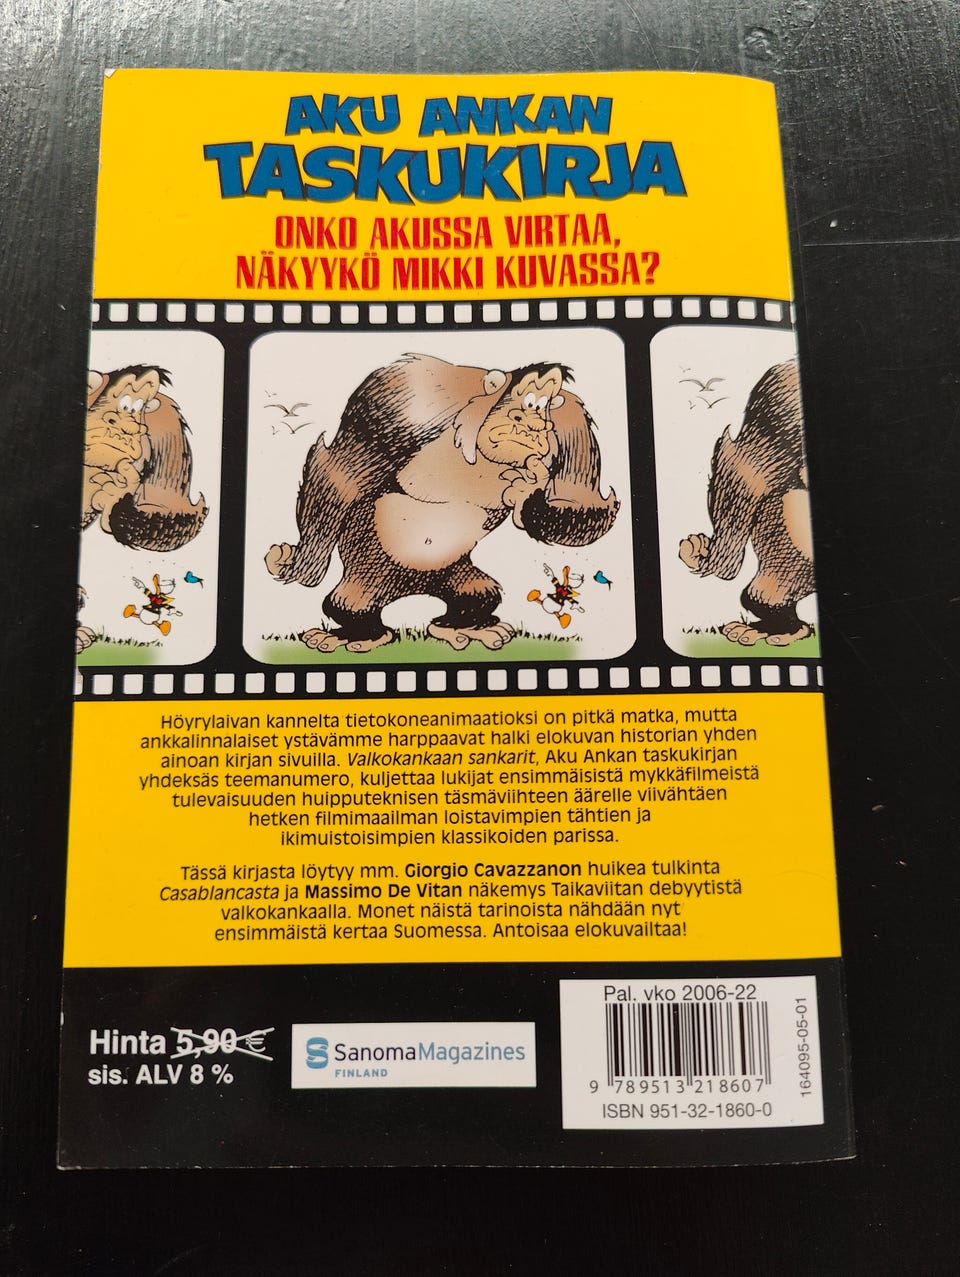 AKU ANKAN
TASKUKIRJA
ONKO AKUSSA VIRTAA,
NÄKYYKÖ MIKKI KUVASSA?
Höyrylaivan kannelta tietokoneanimaatioksi on pitkä matka, mutta
ankkalinnalaiset ystävämme harppaavat halki elokuvan historian yhden
ainoan kirjan sivuilla. Valkokankaan sankarit, Aku Ankan taskukirjan
yhdeksäs teemanumero, kuljettaa lukijat ensimmäisistä mykkäfilmeistä
tulevaisuuden huipputeknisen täsmäviihteen äärelle viivähtäen
hetken filmimaailman loistavimpien tähtien ja
ikimuistoisimpien klassikoiden parissa.
Tässä kirjasta löytyy mm. Giorgio Cavazzanon huikea tulkinta
Casablancasta ja Massimo De Vitan näkemys Taikaviitan debyytistä
valkokankaalla. Monet näistä tarinoista nähdään nyt
ensimmäistä kertaa Suomessa. Antoisaa elokuvailtaa!
Hinta 5,90 €
sis. ALV 8 %
SanomaMagazines
FINLAND
Pal. vko 2006-22
9 789513 218607
ISBN 951-32-1860-0
164095-05-01